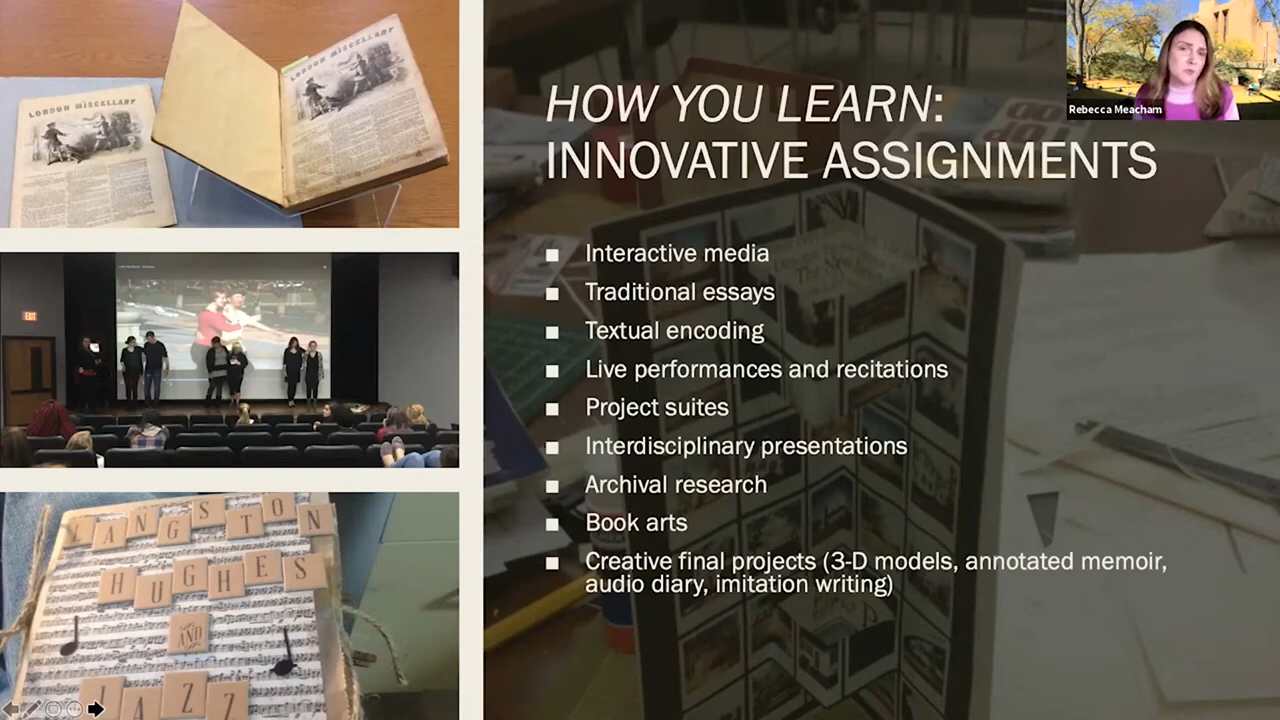 LONDON MISCELLANY
LONDON MISCELLANY
HOW YOU LEARN:
INNOVATIVE ASSIGNMENTS
Rebecca Meacham
■ Interactive media
■ Traditional essays
■ Textual encoding
■ Live performances and recitations
■ Project suites
■ Interdisciplinary presentations
■ Archival research
■ Book arts
■ Creative final projects (3-D models, annotated memoir,
audio diary, imitation writing)
EXIT
LANGSTON
HUGHES
AND
JAZZ